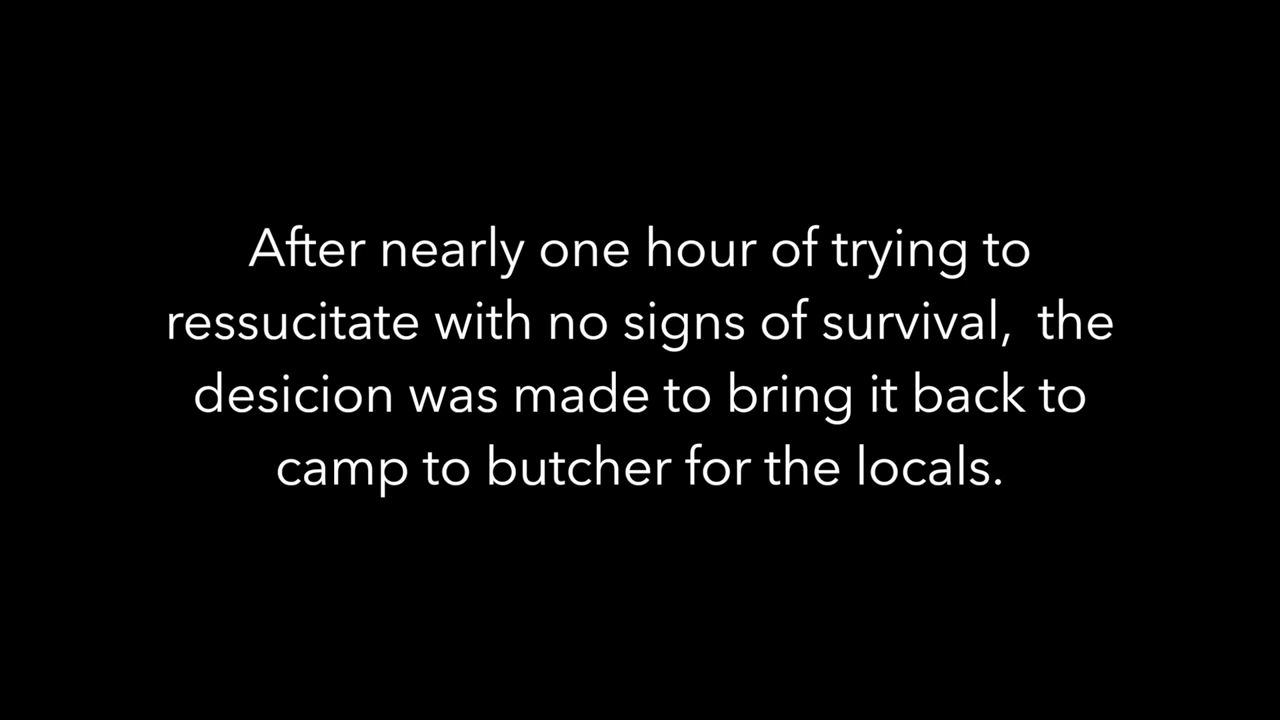 After nearly one hour of trying to
ressucitate with no signs of survival,  the
desicion was made to bring it back to
camp to butcher for the locals.